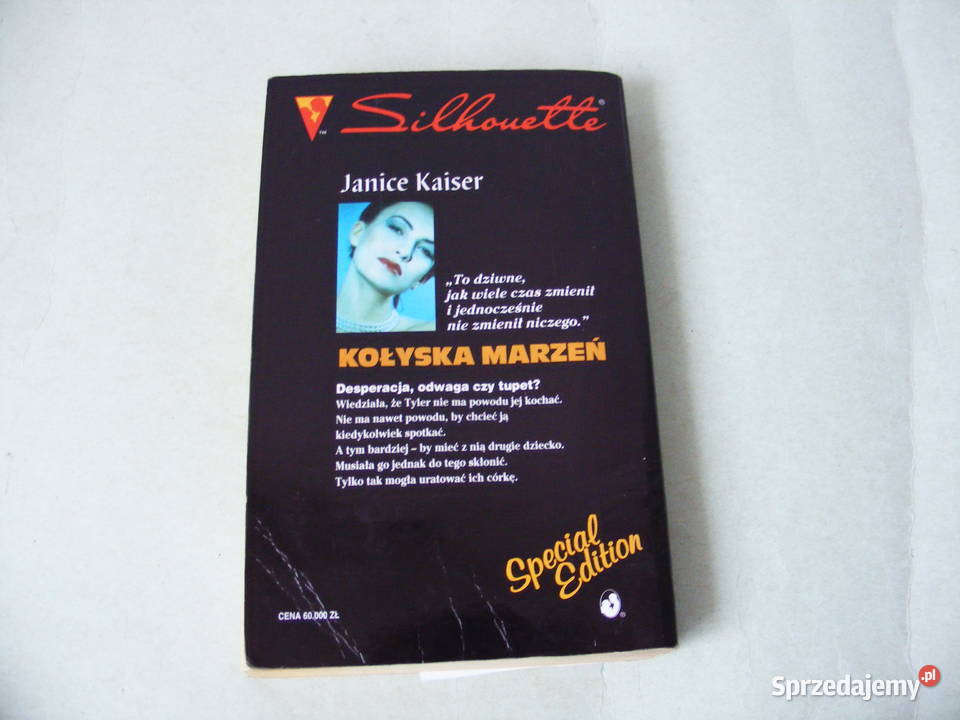 Silhouette®
TM
Janice Kaiser
„To dziwne,
jak wiele czas zmienił
i jednocześnie
nie zmienił niczego.”
KOŁYSKA MARZEŃ
Desperacja, odwaga czy tupet?
Wiedziała, że Tyler nie ma powodu jej kochać.
Nie ma nawet powodu, by chcieć ją
kiedykolwiek spotkać.
A tym bardziej – by mieć z nią drugie dziecko.
Musiała go jednak do tego skłonić.
Tylko tak mogła uratować ich córkę.
Special
Edition
®
CENA 60.000 ZŁ
Sprzedajemy.pl